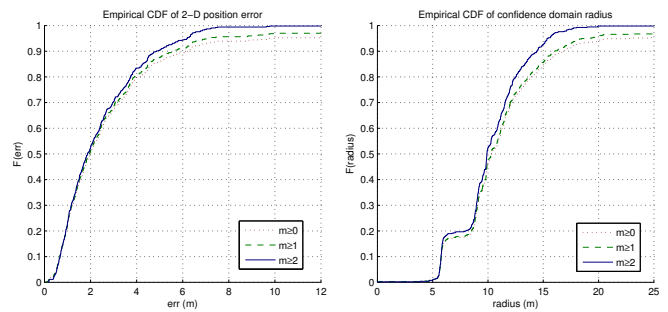 Empirical CDF of 2-D position error
1
0.9
0.8
0.7
0.6
0.5
0.4
0.3
0.2
0.1
0
F(err)
0 2 4 6 8 10 12
err (m)
m≥0
m≥1
m≥2
Empirical CDF of confidence domain radius
1
0.9
0.8
0.7
0.6
0.5
0.4
0.3
0.2
0.1
0
F(radius)
0 5 10 15 20 25
radius (m)
m≥0
m≥1
m≥2